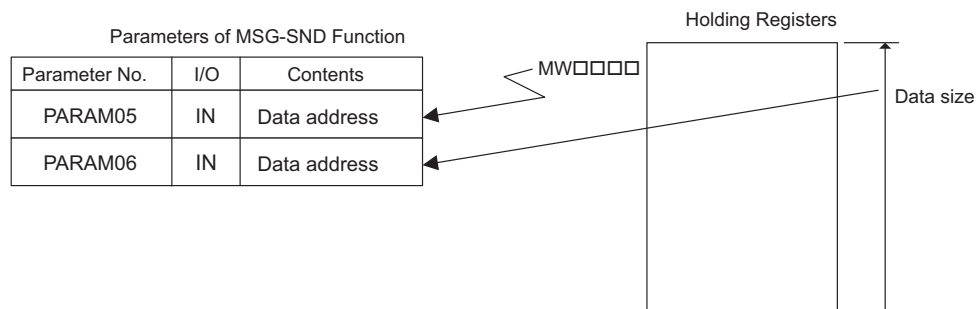 Holding Registers
Parameters of MSG-SND Function
Parameter No. I/O Contents
PARAM05 IN Data address
PARAM06 IN Data address
MW□□□□
Data size